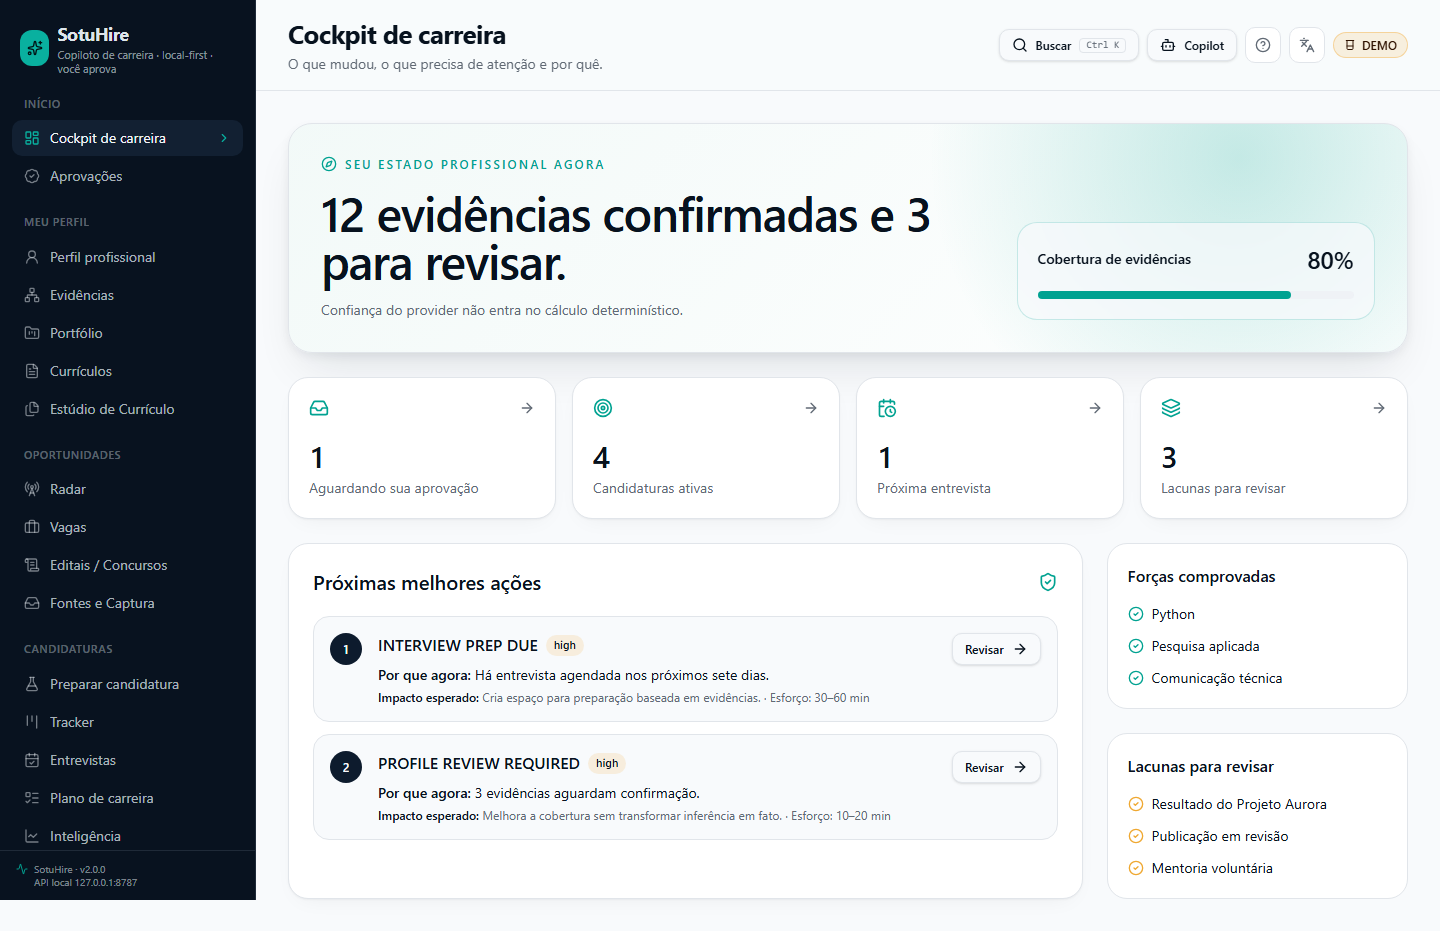 SotuHire
Copiloto de carreira · local-first ·
você aprova
INÍCIO
Cockpit de carreira
Aprovações
MEU PERFIL
Perfil profissional
Evidências
Portfólio
Currículos
Estúdio de Currículo
OPORTUNIDADES
Radar
Vagas
Editais / Concursos
Fontes e Captura
CANDIDATURAS
Preparar candidatura
Tracker
Entrevistas
Plano de carreira
Inteligência
SotuHire · v2.0.0
API local 127.0.0.1:8787
Cockpit de carreira
O que mudou, o que precisa de atenção e por quê.
Buscar Ctrl K
Copilot
DEMO
SEU ESTADO PROFISSIONAL AGORA
12 evidências confirmadas e 3
para revisar.
Confiança do provider não entra no cálculo determinístico.
Cobertura de evidências 80%
1
Aguardando sua aprovação
4
Candidaturas ativas
1
Próxima entrevista
3
Lacunas para revisar
Próximas melhores ações
1 INTERVIEW PREP DUE high
Por que agora: Há entrevista agendada nos próximos sete dias.
Impacto esperado: Cria espaço para preparação baseada em evidências. · Esforço: 30–60 min
Revisar
2 PROFILE REVIEW REQUIRED high
Por que agora: 3 evidências aguardam confirmação.
Impacto esperado: Melhora a cobertura sem transformar inferência em fato. · Esforço: 10–20 min
Revisar
Forças comprovadas
Python
Pesquisa aplicada
Comunicação técnica
Lacunas para revisar
Resultado do Projeto Aurora
Publicação em revisão
Mentoria voluntária